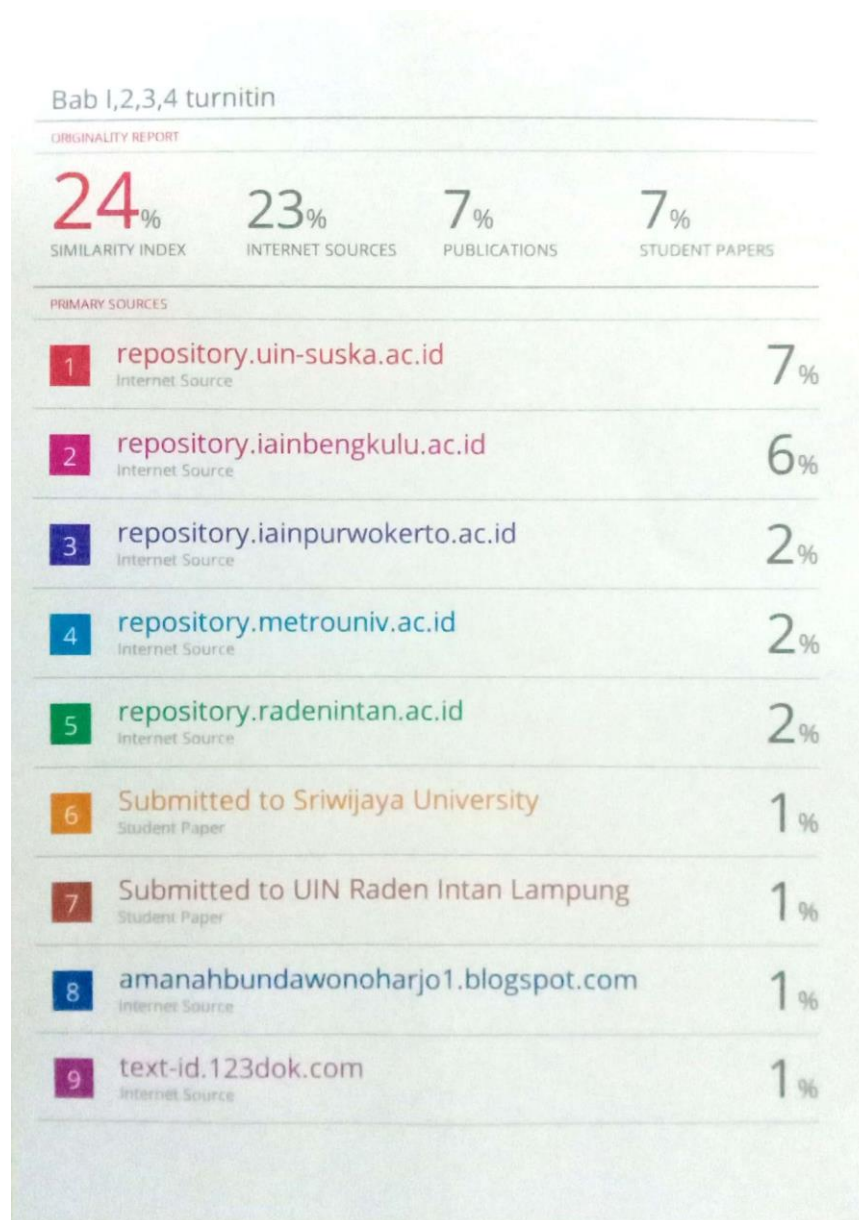 Bab I,2,3,4 turnitin
ORIGINALITY REPORT
24% 23% 7% 7%
SIMILARITY INDEX INTERNET SOURCES PUBLICATIONS STUDENT PAPERS
PRIMARY SOURCES
1 repository.uin-suska.ac.id 7%
Internet Source
2 repository.iainbengkulu.ac.id 6%
Internet Source
3 repository.iainpurwokerto.ac.id 2%
Internet Source
4 repository.metrouniv.ac.id 2%
Internet Source
5 repository.radenintan.ac.id 2%
Internet Source
6 Submitted to Sriwijaya University 1%
Student Paper
7 Submitted to UIN Raden Intan Lampung 1%
Student Paper
8 amanahbundawonoharjo1.blogspot.com 1%
Internet Source
9 text-id.123dok.com 1%
Internet Source